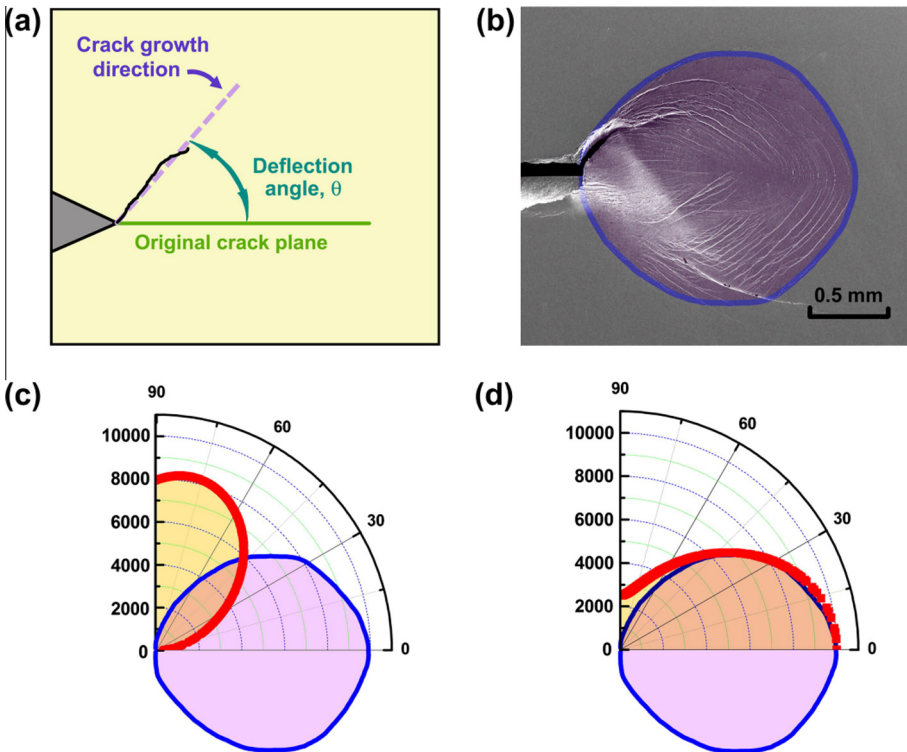 (a)
Crack growth
direction
Deflection
angle, θ
Original crack plane
(b)
0.5 mm
(c)
90
60
30
0
10000
8000
6000
4000
2000
0
(d)
90
60
30
0
10000
8000
6000
4000
2000
0